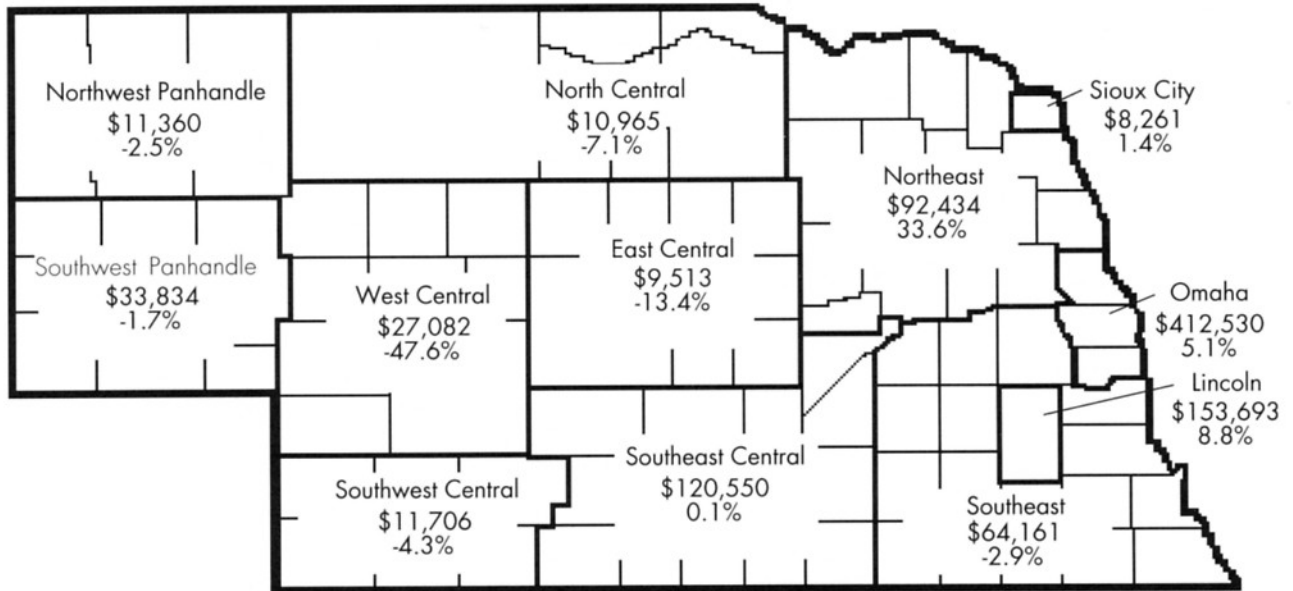 Northwest Panhandle
$11,360
-2.5%
North Central
$10,965
-7.1%
Sioux City
$8,261
1.4%
Northeast
$92,434
33.6%
Southwest Panhandle
$33,834
-1.7%
West Central
$27,082
-47.6%
East Central
$9,513
-13.4%
Omaha
$412,530
5.1%
Lincoln
$153,693
8.8%
Southwest Central
$11,706
-4.3%
Southeast Central
$120,550
0.1%
Southeast
$64,161
-2.9%